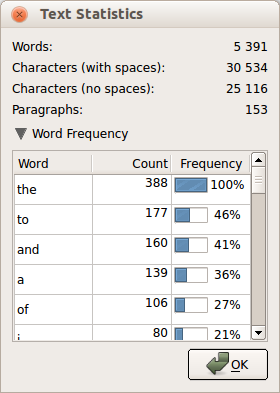 Text Statistics
Words: 5 391
Characters (with spaces): 30 534
Characters (no spaces): 25 116
Paragraphs: 153
Word Frequency
Word Count Frequency
the 388 100%
to 177 46%
and 160 41%
a 139 36%
of 106 27%
80 21%
OK